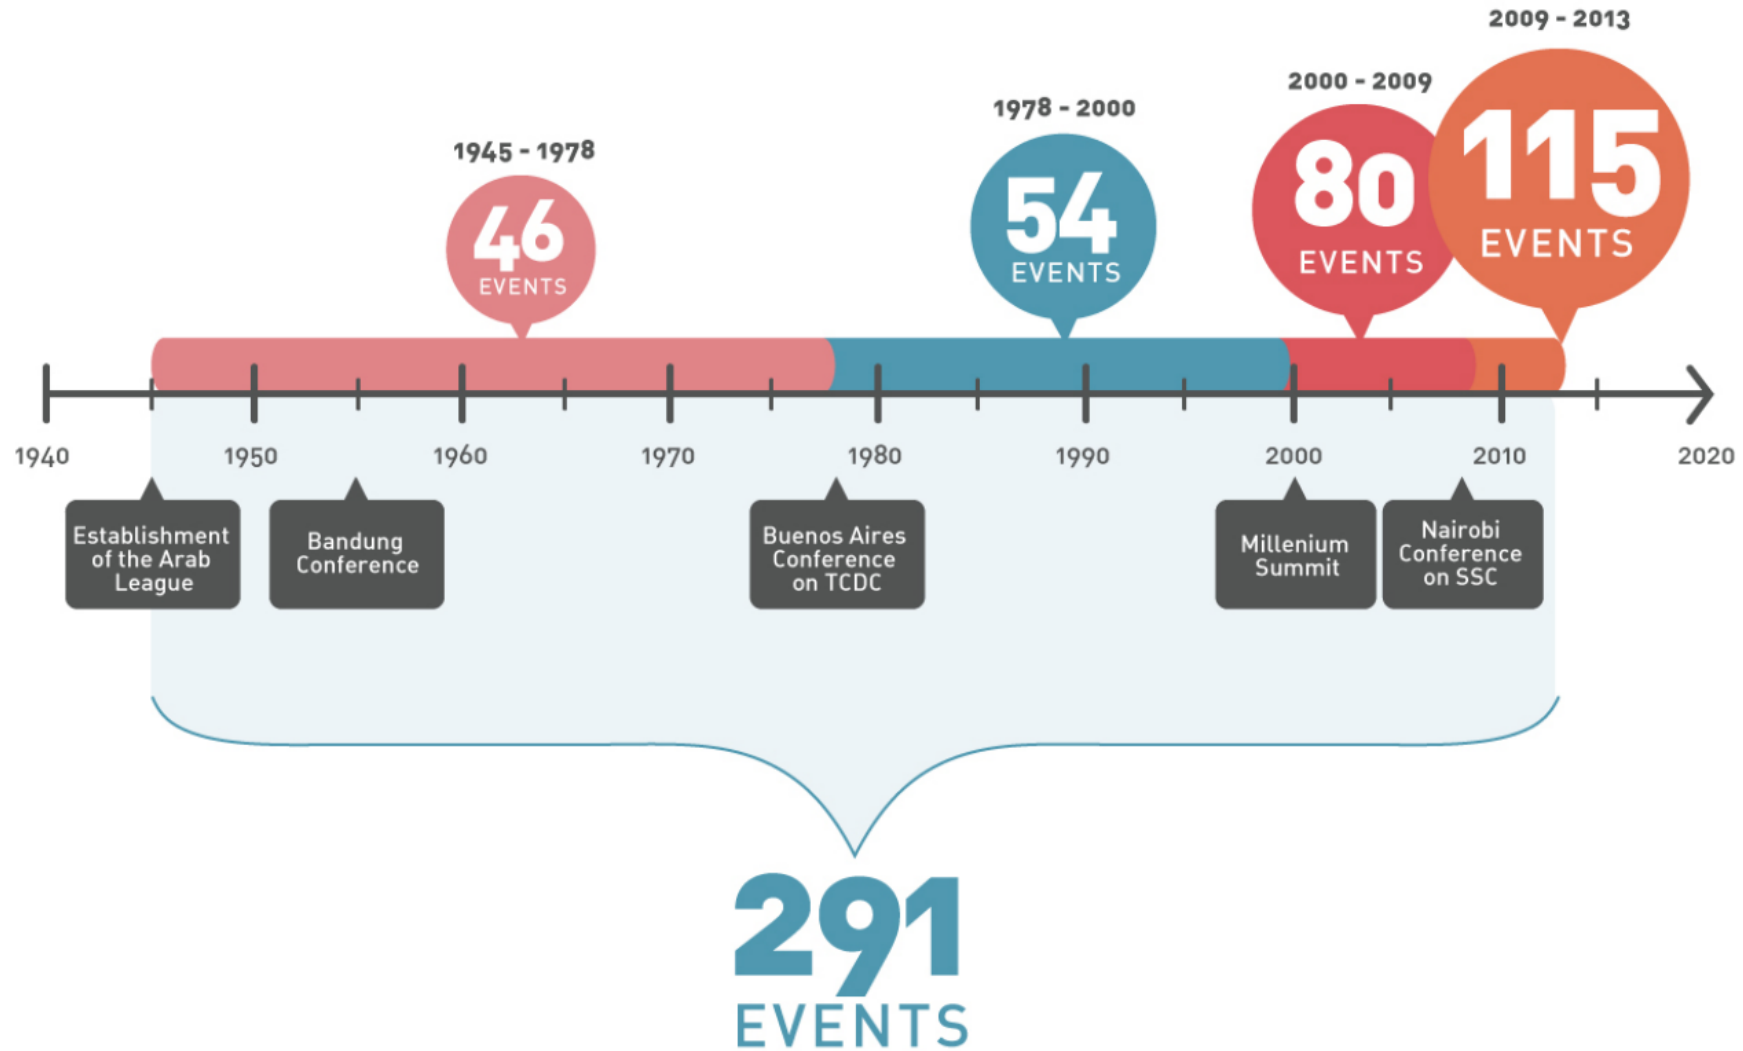 2009 - 2013
2000 - 2009
1978 - 2000
1945 - 1978
46
EVENTS
54
EVENTS
80
EVENTS
115
EVENTS
1940
1950
1960
1970
1980
1990
2000
2010
2020
Establishment
of the Arab
League
Bandung
Conference
Buenos Aires
Conference
on TCDC
Millenium
Summit
Nairobi
Conference
on SSC
291
EVENTS